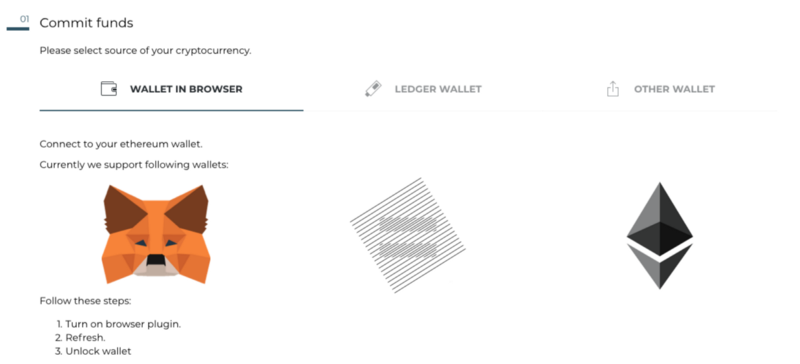 01
Commit funds
Please select source of your cryptocurrency.
WALLET IN BROWSER
LEDGER WALLET
OTHER WALLET
Connect to your ethereum wallet.
Currently we support following wallets:
Follow these steps:
1. Turn on browser plugin.
2. Refresh.
3. Unlock wallet